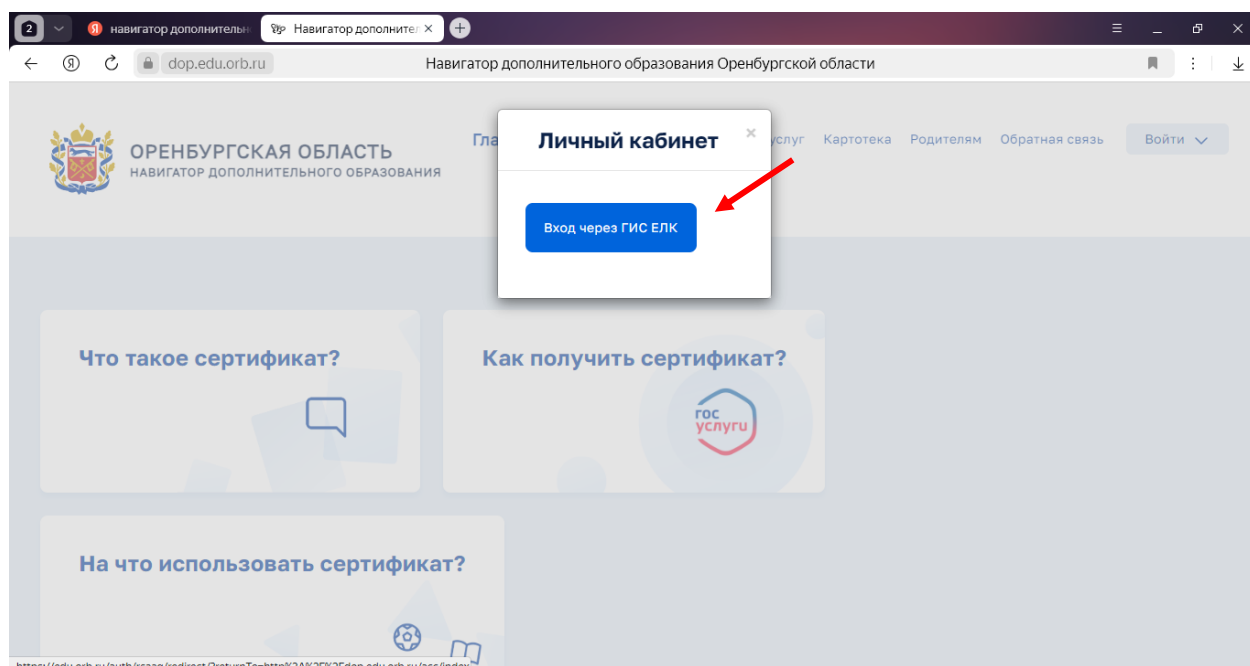 2
навигатор дополнительн
Навигатор дополнител
dop.edu.orb.ru
Навигатор дополнительного образования Оренбургской области
ОРЕНБУРГСКАЯ ОБЛАСТЬ
НАВИГАТОР ДОПОЛНИТЕЛЬНОГО ОБРАЗОВАНИЯ
Гла
услуг Картотека Родителям Обратная связь
Войти
Личный кабинет
Вход через ГИС ЕЛК
Что такое сертификат?
Как получить сертификат?
гос
услуги
На что использовать сертификат?